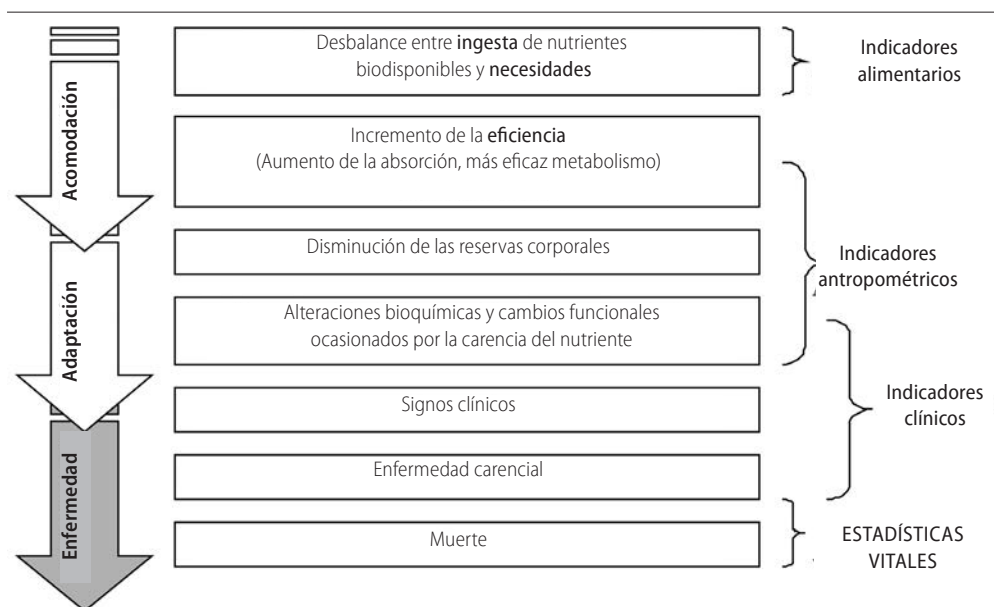 Acomodación
Adaptación
Enfermedad
Desbalance entre ingesta de nutrientes
biodisponibles y necesidades
Indicadores
alimentarios
Incremento de la eficiencia
(Aumento de la absorción, más eficaz metabolismo)
Disminución de las reservas corporales
Indicadores
antropométricos
Alteraciones bioquímicas y cambios funcionales
ocasionados por la carencia del nutriente
Signos clínicos
Indicadores
clínicos
Enfermedad carencial
Muerte
ESTADÍSTICAS
VITALES